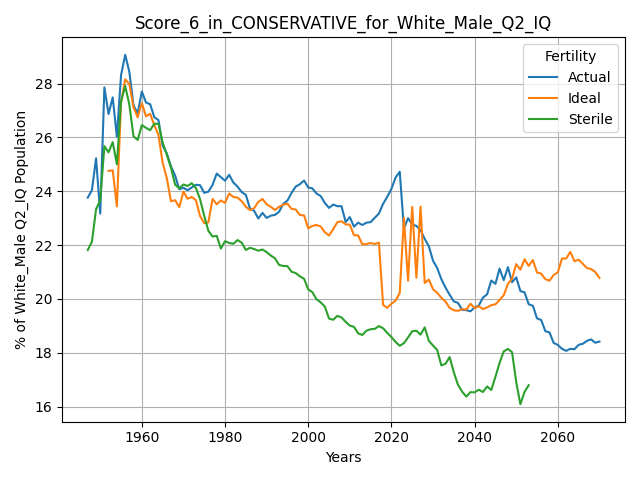 Score_6_in_CONSERVATIVE_for_White_Male_Q2_IQ
Fertility
Actual
Ideal
Sterile
% of White_Male Q2_IQ Population
28
26
24
22
20
18
16
1960
1980
2000
2020
2040
2060
Years